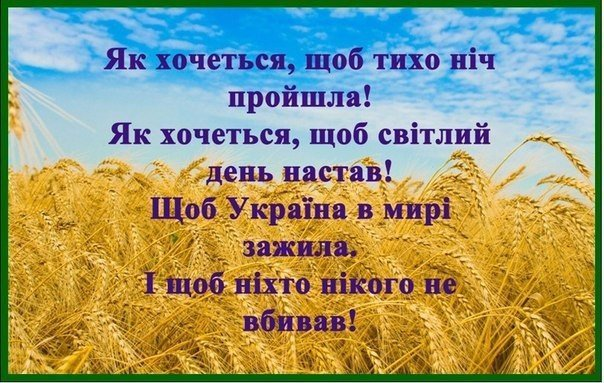 Як хочеться, щоб тихо ніч
пройшла!
Як хочеться, щоб світлий
день настав!
Щоб Україна в мирі
зажила.
І щоб ніхто нікого не
вбивав!